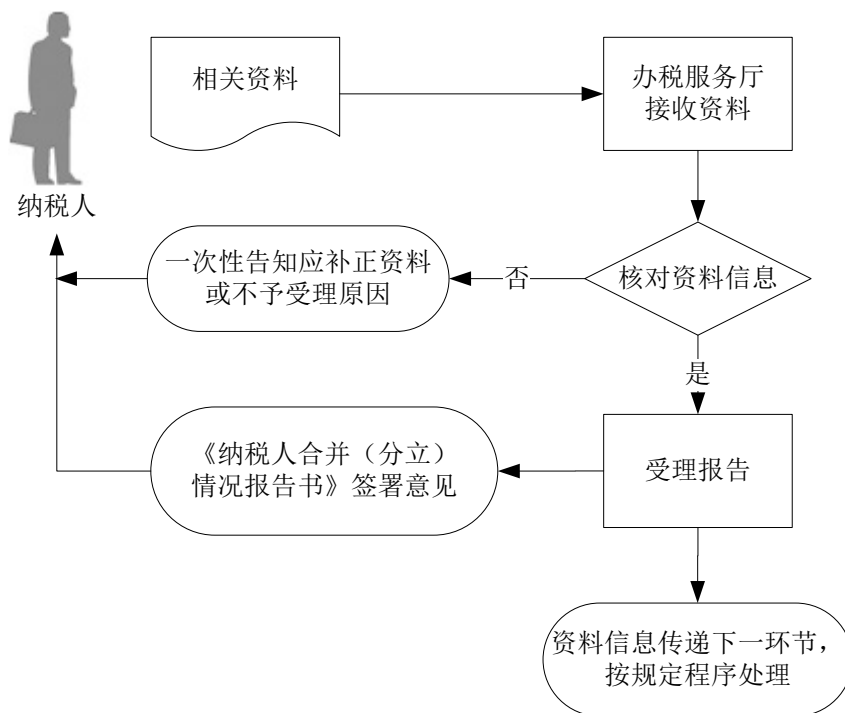 相关资料
办税服务厅
接收资料
纳税人
一次性告知应补正资料
或不予受理原因
否
核对资料信息
是
《纳税人合并（分立）
情况报告书》签署意见
受理报告
资料信息传递下一环节，
按规定程序处理